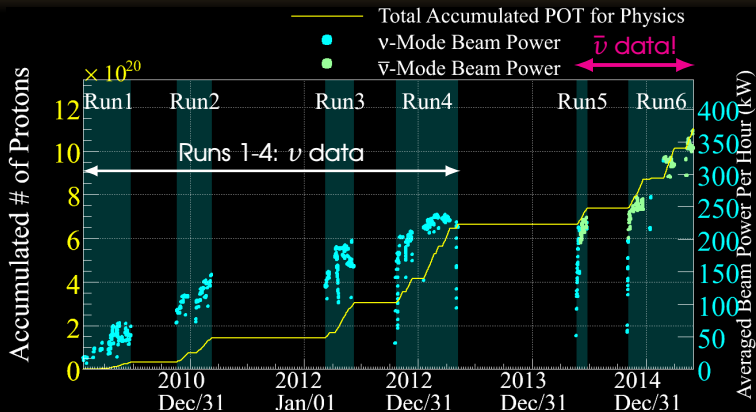 Total Accumulated POT for Physics
ν-Mode Beam Power
ν̄-Mode Beam Power
ν̄ data!
×10²⁰
Accumulated # of Protons
12
10
8
6
4
2
0
Run1
Run2
Run3
Run4
Run5
Run6
Runs 1-4: ν data
400
350
300
250
200
150
100
50
0
Averaged Beam Power Per Hour (kW)
2010
Dec/31
2012
Jan/01
2012
Dec/31
2013
Dec/31
2014
Dec/31